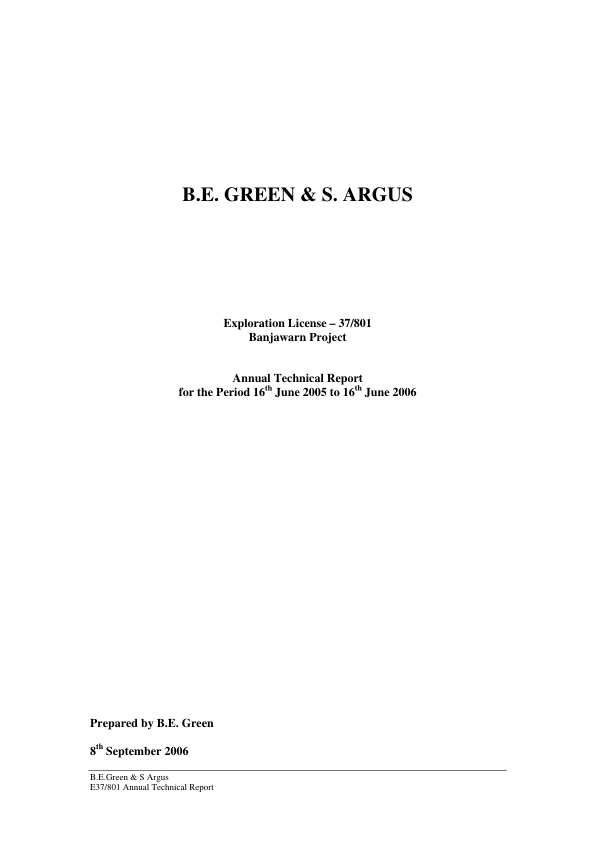 B.E. GREEN & S. ARGUS
Exploration License – 37/801
Banjawarn Project
Annual Technical Report
for the Period 16th June 2005 to 16th June 2006
Prepared by B.E. Green
8th September 2006
B.E.Green & S Argus
E37/801 Annual Technical Report